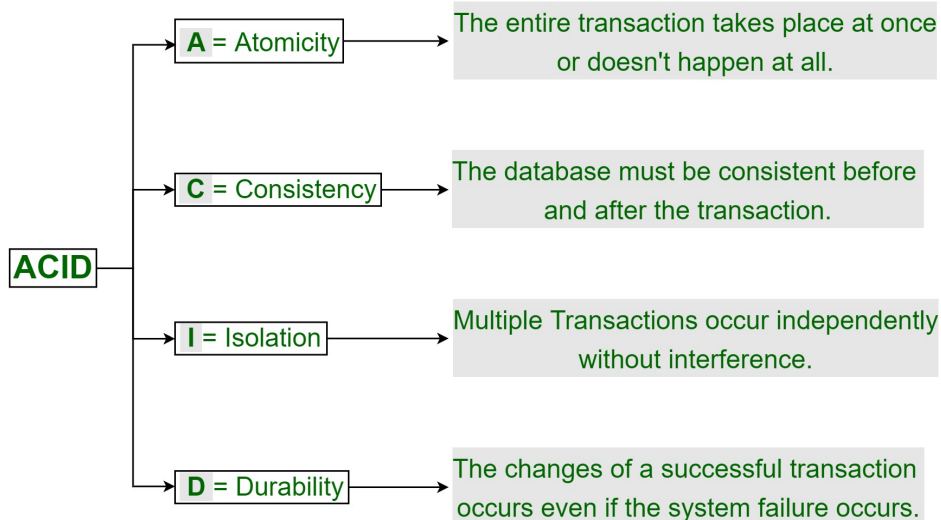 A = Atomicity
The entire transaction takes place at once
or doesn't happen at all.
C = Consistency
The database must be consistent before
and after the transaction.
ACID
I = Isolation
Multiple Transactions occur independently
without interference.
D = Durability
The changes of a successful transaction
occurs even if the system failure occurs.